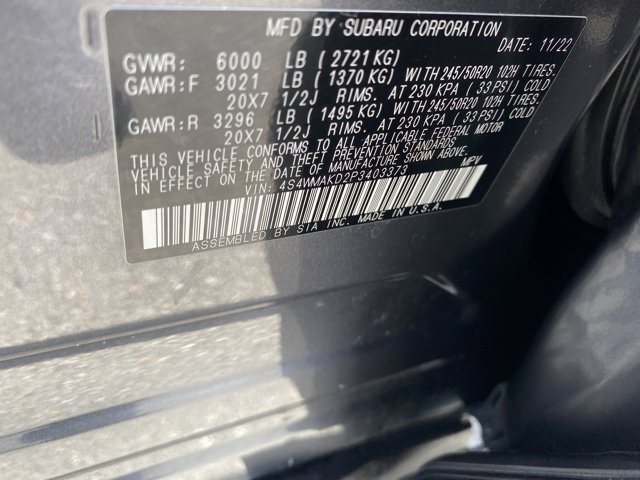 MFD BY SUBARU CORPORATION
DATE: 11/22
GVWR: 6000 LB (2721 KG)
GAWR:F 3021 LB (1370 KG) WITH 245/50R20 102H TIRES.
20X7 1/2J RIMS. AT 230 KPA (33 PSI) COLD
GAWR:R 3296 LB (1495 KG) WITH 245/50R20 102H TIRES.
20X7 1/2J RIMS. AT 230 KPA (33 PSI) COLD
THIS VEHICLE CONFORMS TO ALL APPLICABLE FEDERAL MOTOR
VEHICLE SAFETY AND THEFT PREVENTION STANDARDS
IN EFFECT ON THE DATE OF MANUFACTURE SHOWN ABOVE.
VIN: 4S4WMAKD2P3403373 MPV
ASSEMBLED BY SIA INC. MADE IN U.S.A.